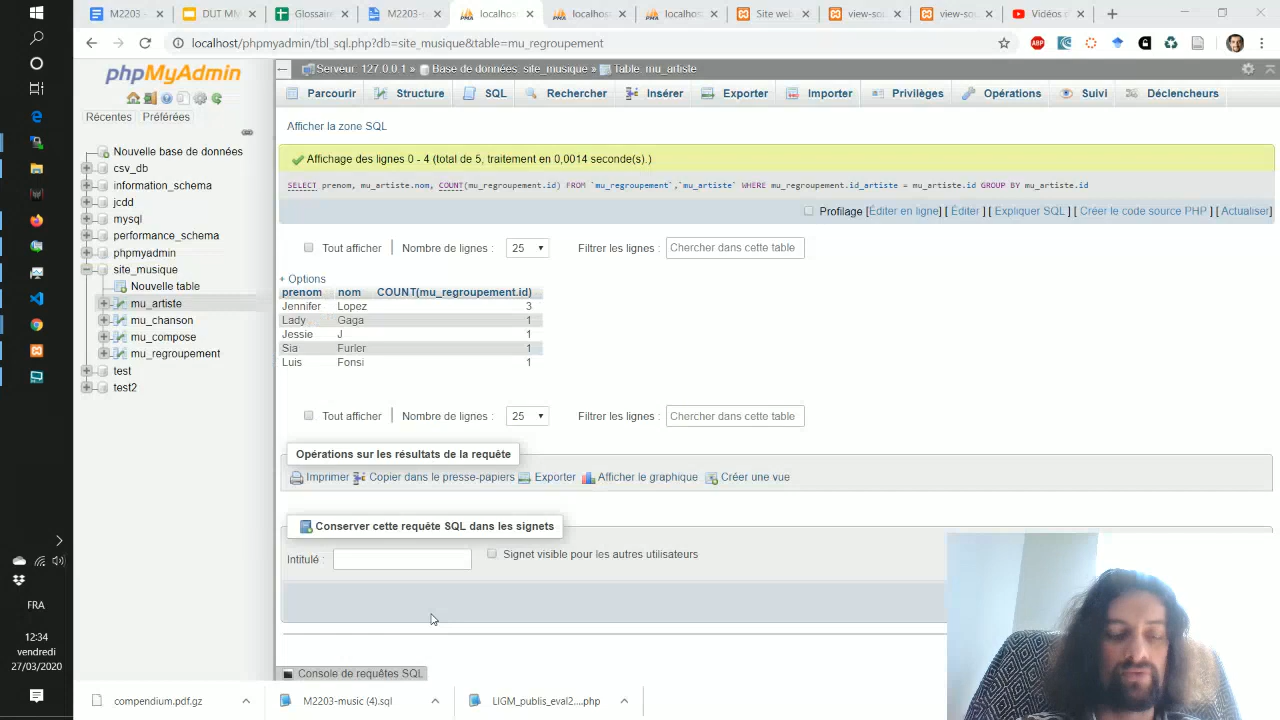 M2203 -
DUT MM
Glossair
M2203-
localhos
localhos
localhos
Site web
view-sou
view-sou
Vidéos n
localhost/phpmyadmin/tbl_sql.php?db=site_musique&table=mu_regroupement
ABP
phpMyAdmin
Récentes
Préférées
Nouvelle base de données
csv_db
information_schema
jcdd
mysql
performance_schema
phpmyadmin
site_musique
Nouvelle table
mu_artiste
mu_chanson
mu_compose
mu_regroupement
test
test2
Serveur: 127.0.0.1 » Base de données: site_musique » Table: mu_artiste
Parcourir Structure SQL Rechercher Insérer Exporter Importer Privilèges Opérations Suivi Déclencheurs
Afficher la zone SQL
Affichage des lignes 0 - 4 (total de 5, traitement en 0,0014 seconde(s).)
SELECT prenom, mu_artiste.nom, COUNT(mu_regroupement.id) FROM `mu_regroupement`,`mu_artiste` WHERE mu_regroupement.id_artiste = mu_artiste.id GROUP BY mu_artiste.id
Profilage [Éditer en ligne] [ Éditer ] [ Expliquer SQL ] [ Créer le code source PHP ] [ Actualiser]
Tout afficher | Nombre de lignes : 25 Filtrer les lignes : Chercher dans cette table
+ Options
prenom nom COUNT(mu_regroupement.id)
Jennifer Lopez 3
Lady Gaga 1
Jessie J 1
Sia Furler 1
Luis Fonsi 1
Tout afficher | Nombre de lignes : 25 Filtrer les lignes : Chercher dans cette table
Opérations sur les résultats de la requête
Imprimer Copier dans le presse-papiers Exporter Afficher le graphique Créer une vue
Conserver cette requête SQL dans les signets
Intitulé : Signet visible pour les autres utilisateurs
Console de requêtes SQL
compendium.pdf.gz
M2203-music (4).sql
LIGM_publis_eval2....php
FRA
12:34
vendredi
27/03/2020